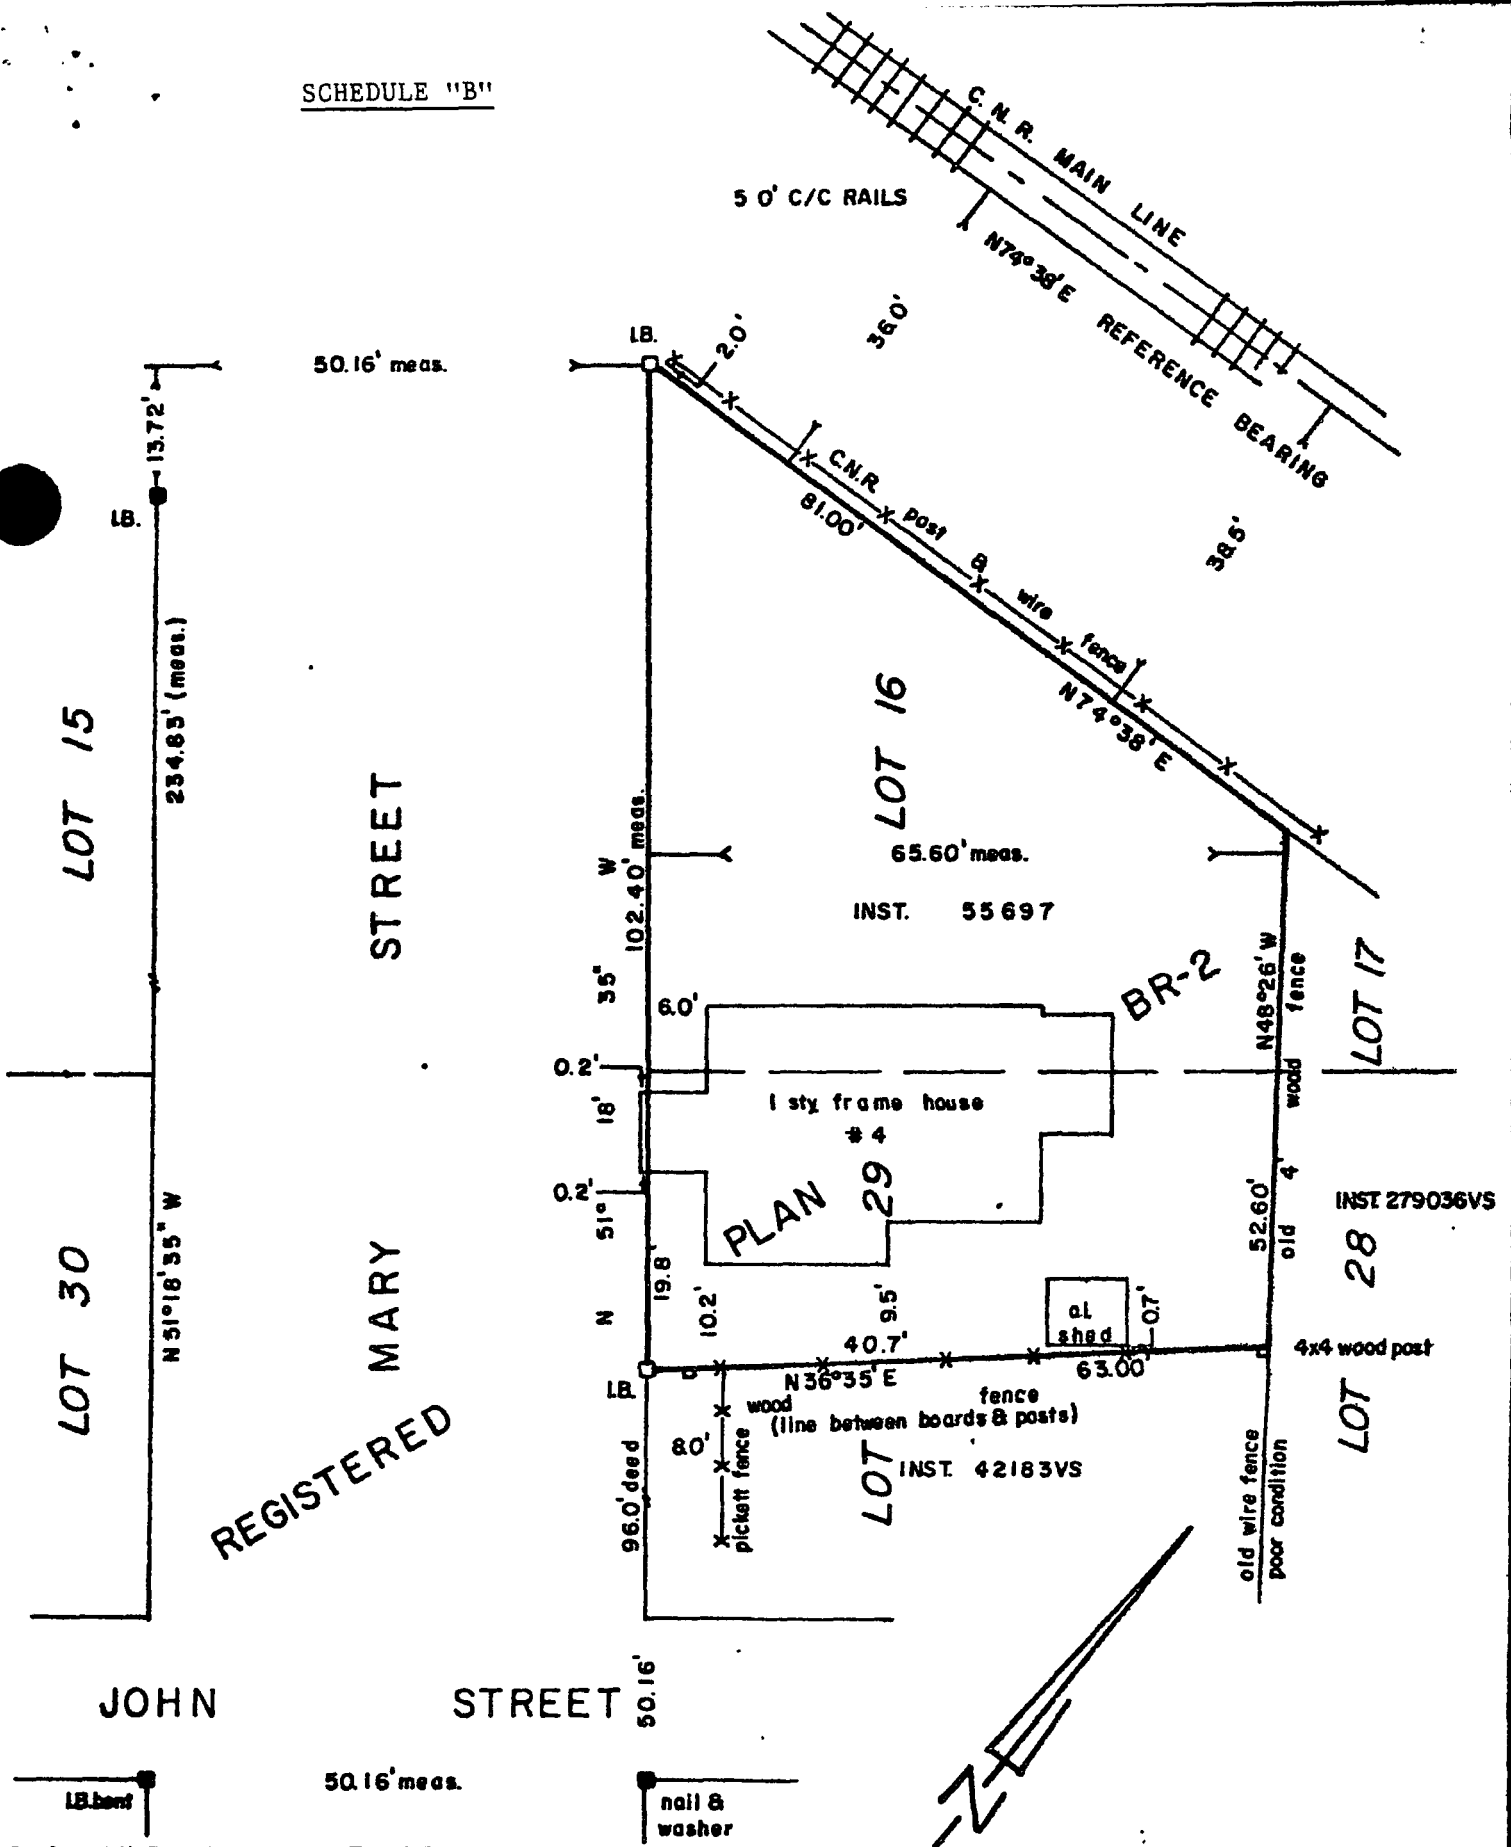 SCHEDULE "B"
C. N. R. MAIN LINE
5 0' C/C RAILS
N74°38'E REFERENCE BEARING
36.0'
38.5'
I.B.
2.0'
50.16' meas.
13.72'
I.B.
C.N.R. post & wire fence
81.00'
N74°38'E
234.83' (meas.)
LOT 15
LOT 16
STREET
102.40' meas.
65.60' meas.
INST. 55697
BR-2
N 51° 18' 35" W
N48°26'W
LOT 17
6.0'
0.2'
1 sty. frame house
# 4
0.2'
PLAN
29
old 4' wood fence
52.60'
INST. 279036VS
LOT 28
LOT 30
N51°18'35" W
MARY
19.8'
10.2'
9.5'
al.
shed
0.7'
40.7'
4x4 wood post
I.B.
N36°35'E
63.00'
wood
fence
(line between boards & posts)
8.0'
pickett fence
LOT
INST. 42183VS
LOT
96.0' deed
REGISTERED
old wire fence
poor condition
JOHN STREET
50.16'
50.16' meas.
I.B. bent
nail &
washer
N